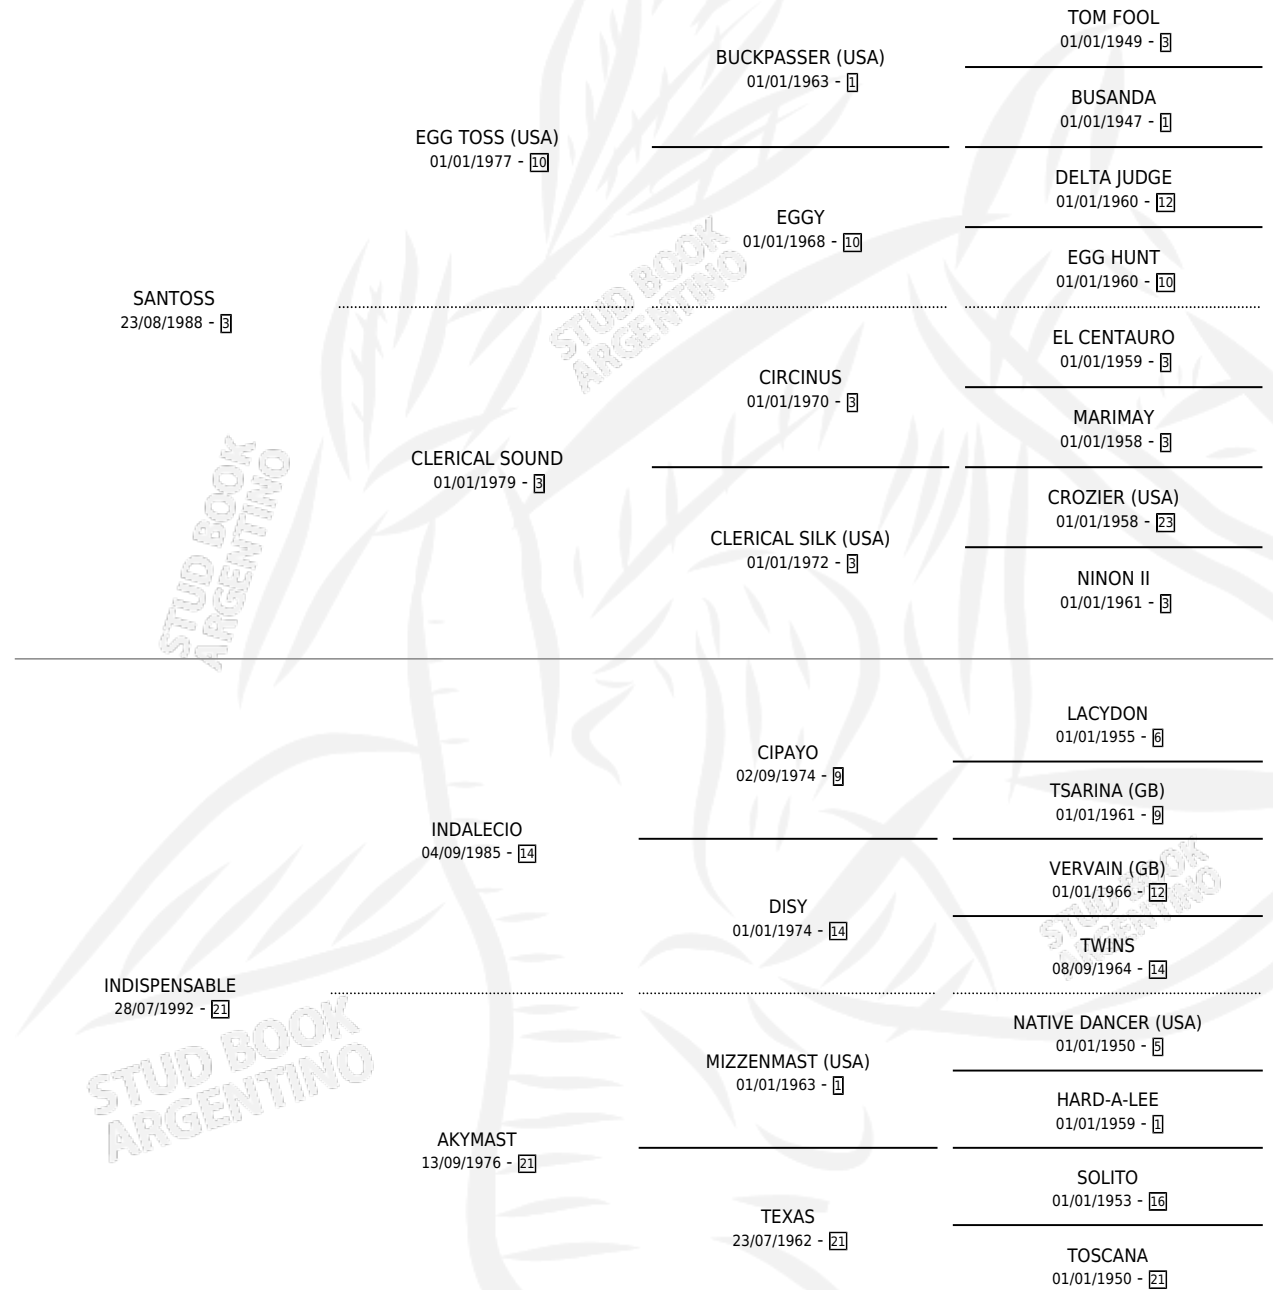 TOM FOOL
01/01/1949 - 3
BUCKPASSER (USA)
01/01/1963 - 1
BUSANDA
01/01/1947 - 1
EGG TOSS (USA)
01/01/1977 - 10
DELTA JUDGE
01/01/1960 - 12
EGGY
01/01/1968 - 10
EGG HUNT
01/01/1960 - 10
SANTOSS
23/08/1988 - 3
STUD BOOK
ARGENTINO
EL CENTAURO
01/01/1959 - 3
CIRCINUS
01/01/1970 - 3
MARIMAY
01/01/1958 - 3
CLERICAL SOUND
01/01/1979 - 3
STUD BOOK
ARGENTINO
CROZIER (USA)
01/01/1958 - 23
CLERICAL SILK (USA)
01/01/1972 - 3
NINON II
01/01/1961 - 3
LACYDON
01/01/1955 - 6
CIPAYO
02/09/1974 - 9
TSARINA (GB)
01/01/1961 - 9
INDALECIO
04/09/1985 - 14
VERVAIN (GB)
01/01/1966 - 12
DISY
01/01/1974 - 14
STUD BOOK
ARGENTINO
TWINS
08/09/1964 - 14
INDISPENSABLE
28/07/1992 - 21
STUD BOOK
ARGENTINO
NATIVE DANCER (USA)
01/01/1950 - 5
MIZZENMAST (USA)
01/01/1963 - 1
HARD-A-LEE
01/01/1959 - 1
AKYMAST
13/09/1976 - 21
SOLITO
01/01/1953 - 16
TEXAS
23/07/1962 - 21
TOSCANA
01/01/1950 - 21